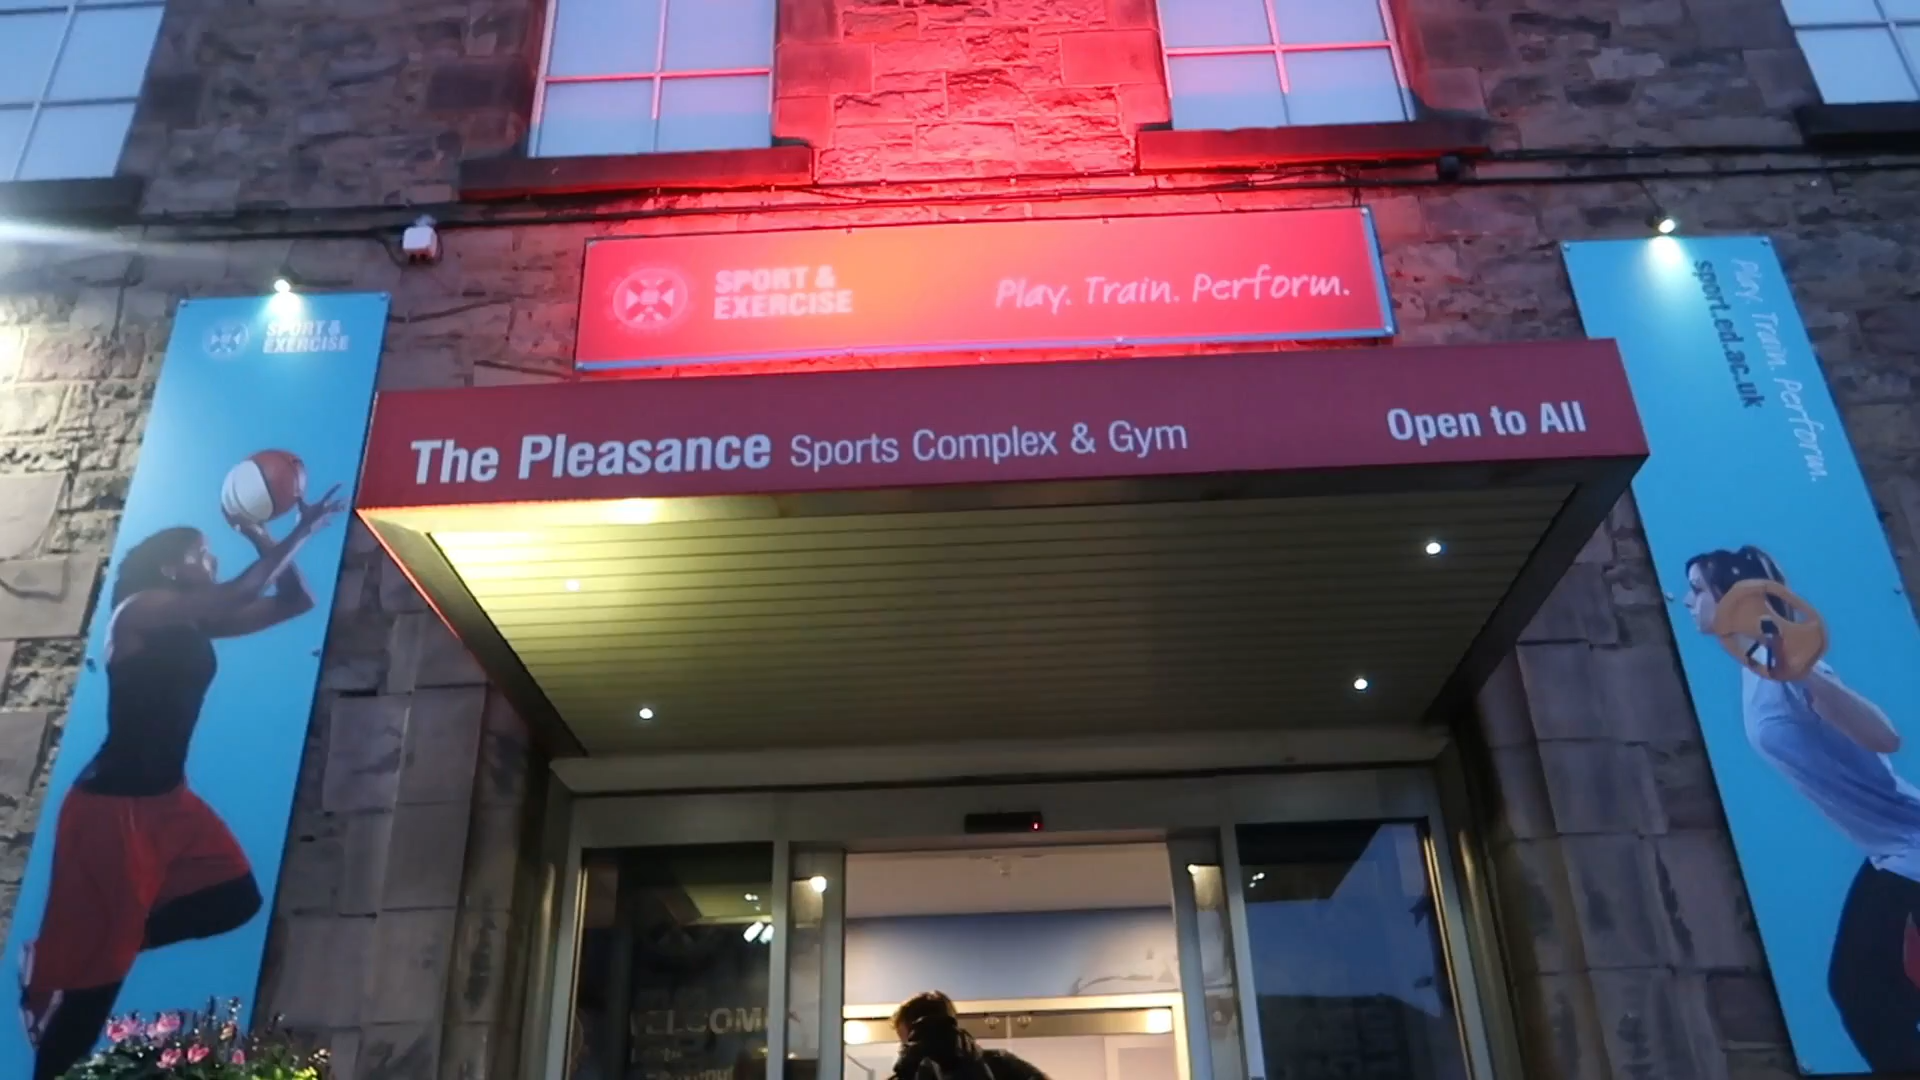 SPORT &
EXERCISE
Play. Train. Perform.
SPORT &
EXERCISE
The Pleasance Sports Complex & Gym
Open to All
Play. Train. Perform.
sport.ed.ac.uk
WELCOME